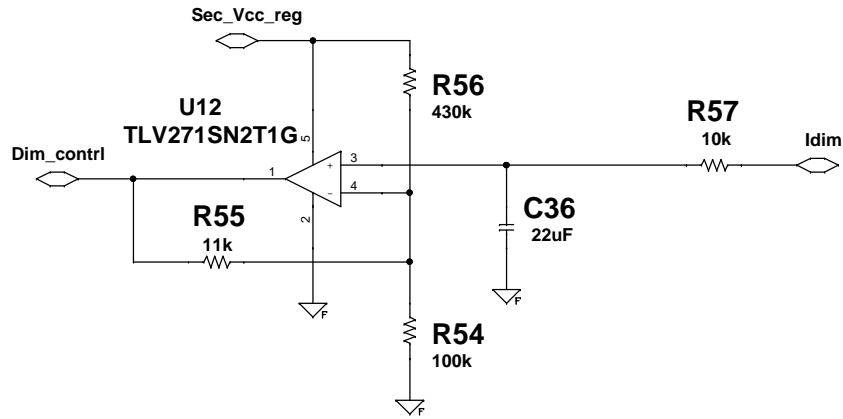 Sec_Vcc_reg
R56
430k
U12
TLV271SN2T1G
5
R57
10k
Idim
Dim_contrl
1
+
3
−
4
2
R55
11k
C36
22uF
F
F
R54
100k
F